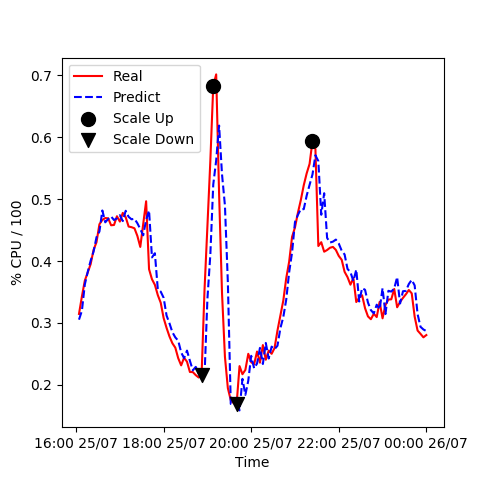 Real
Predict
Scale Up
Scale Down
0.7
0.6
0.5
0.4
0.3
0.2
% CPU / 100
16:00 25/07 18:00 25/07 20:00 25/07 22:00 25/07 00:00 26/07
Time